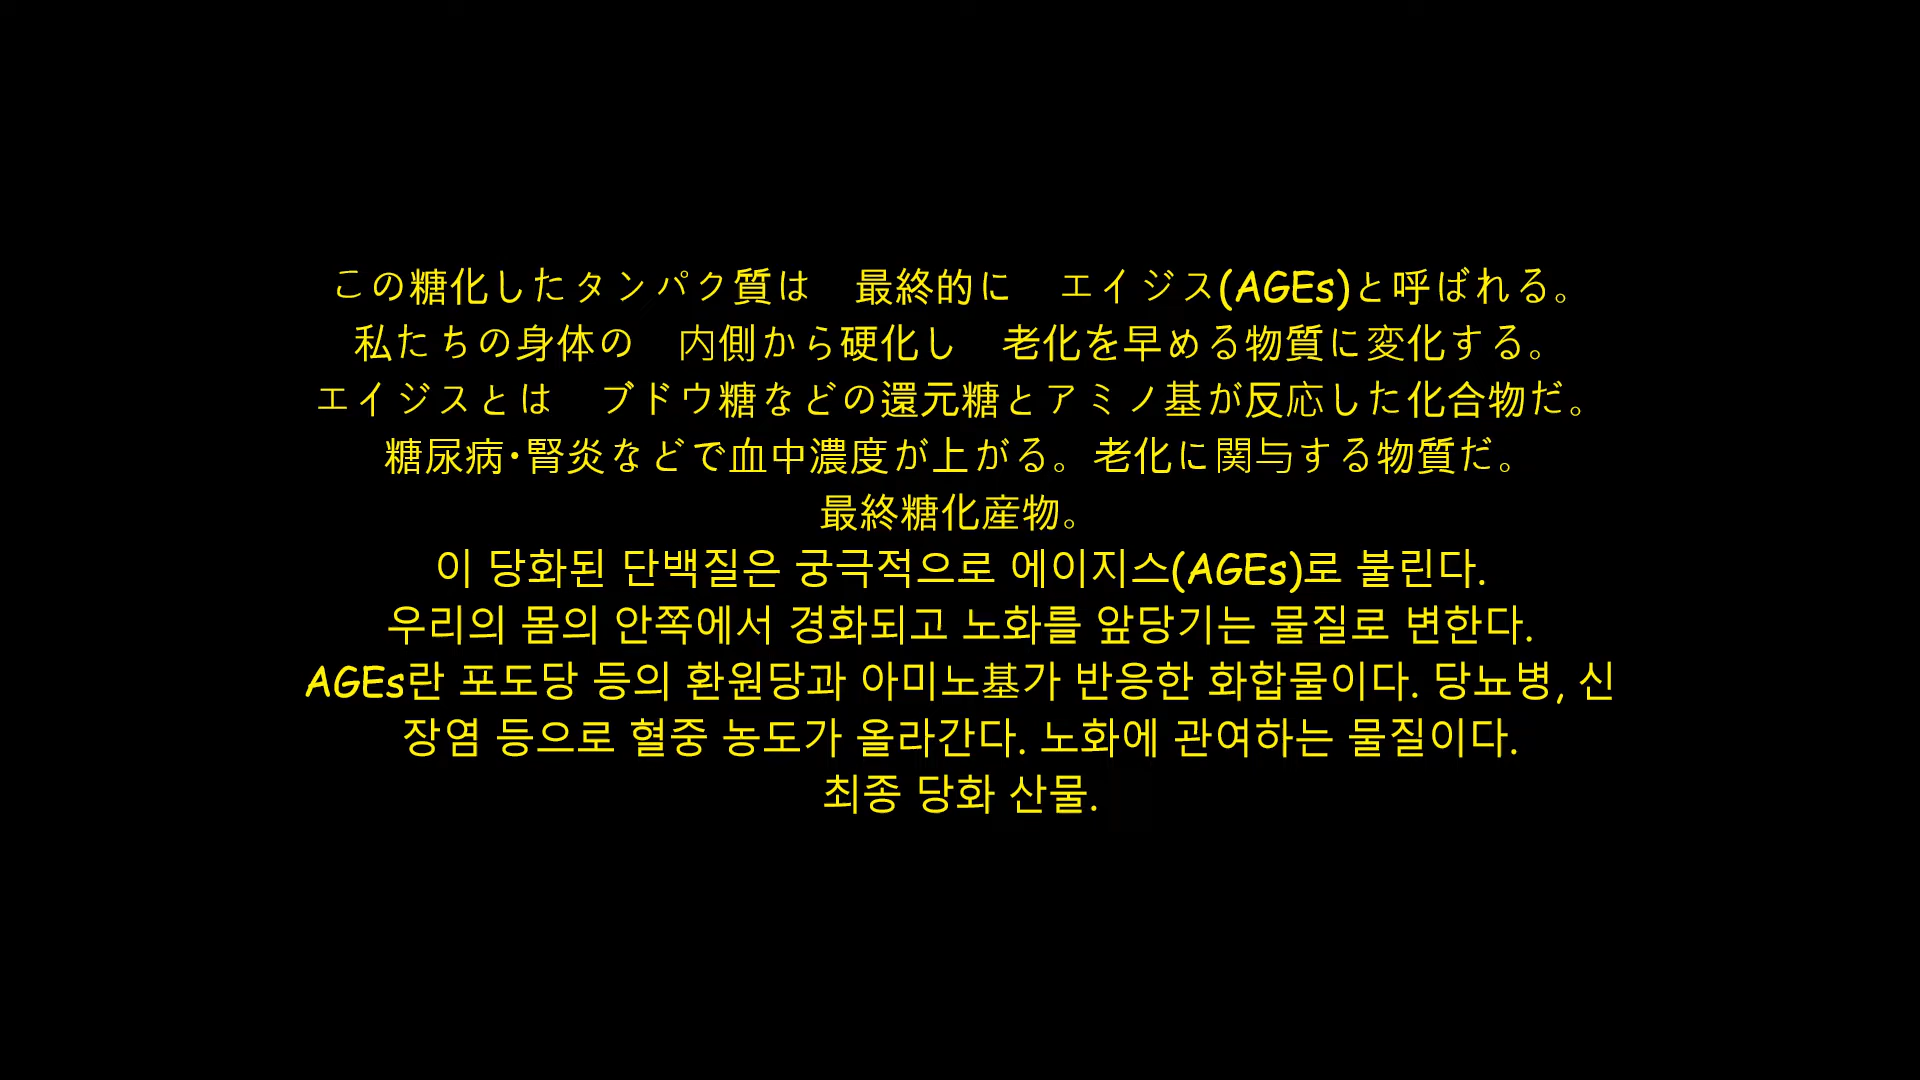 この糖化したタンパク質は　最終的に　エイジス(AGEs)と呼ばれる。
私たちの身体の　内側から硬化し　老化を早める物質に変化する。
エイジスとは　ブドウ糖などの還元糖とアミノ基が反応した化合物だ。
糖尿病･腎炎などで血中濃度が上がる。老化に関与する物質だ。
最終糖化産物。
이 당화된 단백질은 궁극적으로 에이지스(AGEs)로 불린다.
우리의 몸의 안쪽에서 경화되고 노화를 앞당기는 물질로 변한다.
AGEs란 포도당 등의 환원당과 아미노基가 반응한 화합물이다. 당뇨병, 신
장염 등으로 혈중 농도가 올라간다. 노화에 관여하는 물질이다.
최종 당화 산물.